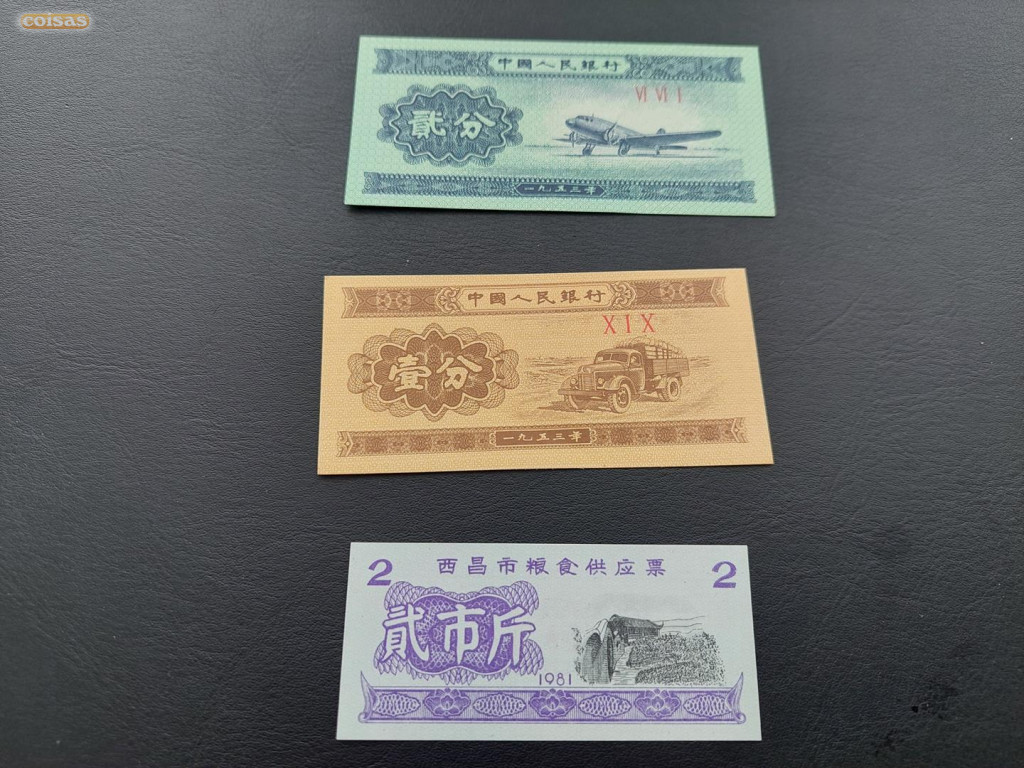 coisas
中國人民銀行
VI VI I
貳分
一九五三年
中國人民銀行
X I X
壹分
一九五三年
2 西昌市粮食供应票 2
貳市斤
1981